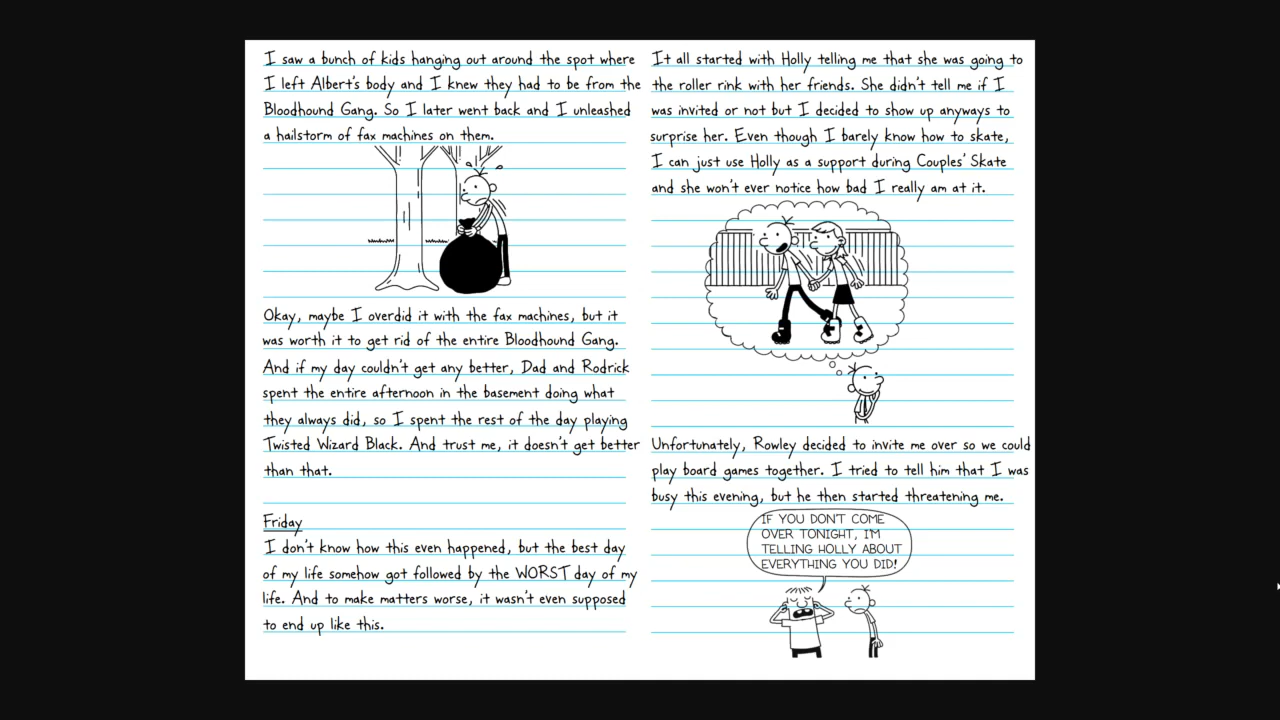 I saw a bunch of kids hanging out around the spot where
I left Albert's body and I knew they had to be from the
Bloodhound Gang. So I later went back and I unleashed
a hailstorm of fax machines on them.
Okay, maybe I overdid it with the fax machines, but it
was worth it to get rid of the entire Bloodhound Gang.
And if my day couldn't get any better, Dad and Rodrick
spent the entire afternoon in the basement doing what
they always did, so I spent the rest of the day playing
Twisted Wizard Black. And trust me, it doesn't get better
than that.
Friday
I don't know how this even happened, but the best day
of my life somehow got followed by the WORST day of my
life. And to make matters worse, it wasn't even supposed
to end up like this.
It all started with Holly telling me that she was going to
the roller rink with her friends. She didn't tell me if I
was invited or not but I decided to show up anyways to
surprise her. Even though I barely know how to skate,
I can just use Holly as a support during Couples' Skate
and she won't ever notice how bad I really am at it.
Unfortunately, Rowley decided to invite me over so we could
play board games together. I tried to tell him that I was
busy this evening, but he then started threatening me.
IF YOU DON'T COME
OVER TONIGHT, I'M
TELLING HOLLY ABOUT
EVERYTHING YOU DID!